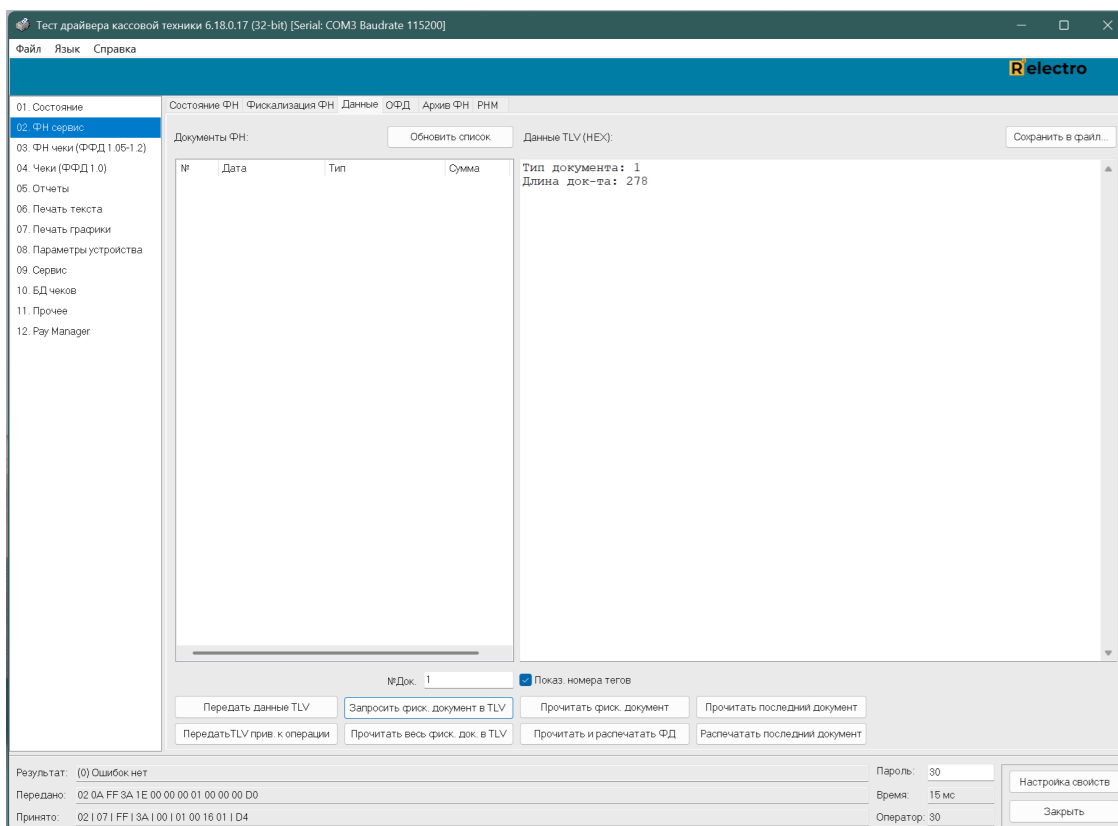 Тест драйвера кассовой техники 6.18.0.17 (32-bit) [Serial: COM3 Baudrate 115200]
Файл Язык Справка
R electro
01. Состояние
02. ФН сервис
03. ФН чеки (ФФД 1.05-1.2)
04. Чеки (ФФД 1.0)
05. Отчеты
06. Печать текста
07. Печать графики
08. Параметры устройства
09. Сервис
10. БД чеков
11. Прочее
12. Pay Manager
Состояние ФН Фискализация ФН Данные ОФД Архив ФН РНМ
Документы ФН: Обновить список Данные TLV (HEX): Сохранить в файл...
№ Дата Тип Сумма
Тип документа: 1
Длина док-та: 278
№Док. 1 Показ. номера тегов
Передать данные TLV Запросить фиск. документ в TLV Прочитать фиск. документ Прочитать последний документ
ПередатьTLV прив. к операции Прочитать весь фиск. док. в TLV Прочитать и распечатать ФД Распечатать последний документ
Результат: (0) Ошибок нет Пароль: 30 Настройка свойств
Передано: 02 0A FF 3A 1E 00 00 00 01 00 00 00 D0 Время: 15 мс
Принято: 02 | 07 | FF | 3A | 00 | 01 00 16 01 | D4 Оператор: 30 Закрыть